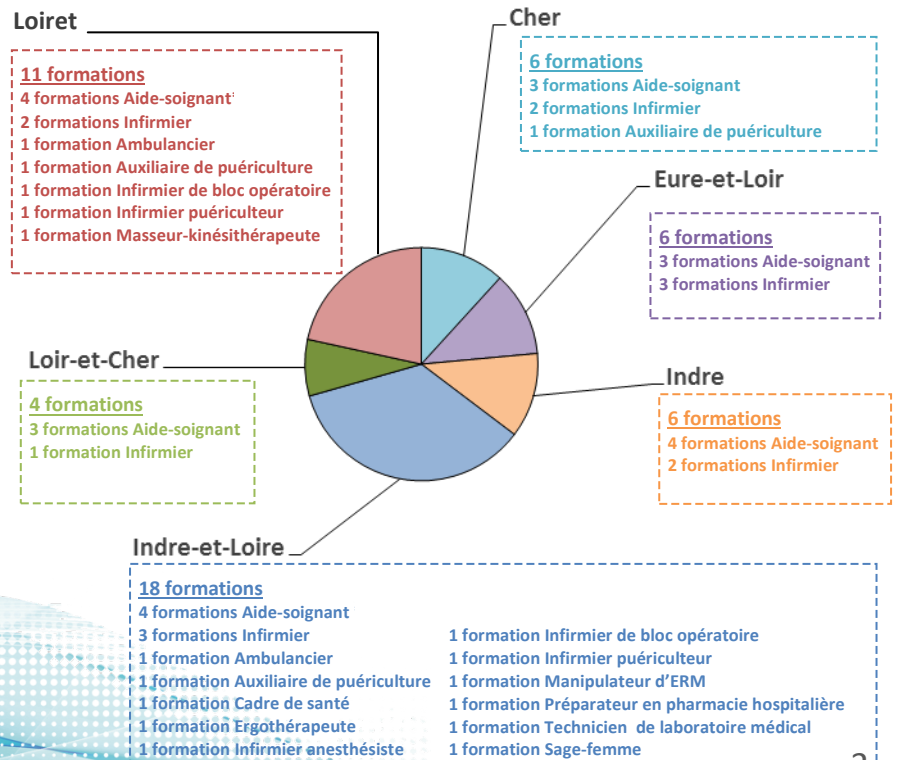 Loiret
11 formations
4 formations Aide-soignant
2 formations Infirmier
1 formation Ambulancier
1 formation Auxiliaire de puériculture
1 formation Infirmier de bloc opératoire
1 formation Infirmier puériculteur
1 formation Masseur-kinésithérapeute
Cher
6 formations
3 formations Aide-soignant
2 formations Infirmier
1 formation Auxiliaire de puériculture
Eure-et-Loir
6 formations
3 formations Aide-soignant
3 formations Infirmier
Loir-et-Cher
4 formations
3 formations Aide-soignant
1 formation Infirmier
Indre
6 formations
4 formations Aide-soignant
2 formations Infirmier
Indre-et-Loire
18 formations
4 formations Aide-soignant
3 formations Infirmier
1 formation Ambulancier
1 formation Auxiliaire de puériculture
1 formation Cadre de santé
1 formation Ergothérapeute
1 formation Infirmier anesthésiste
1 formation Infirmier de bloc opératoire
1 formation Infirmier puériculteur
1 formation Manipulateur d'ERM
1 formation Préparateur en pharmacie hospitalière
1 formation Technicien de laboratoire médical
1 formation Sage-femme